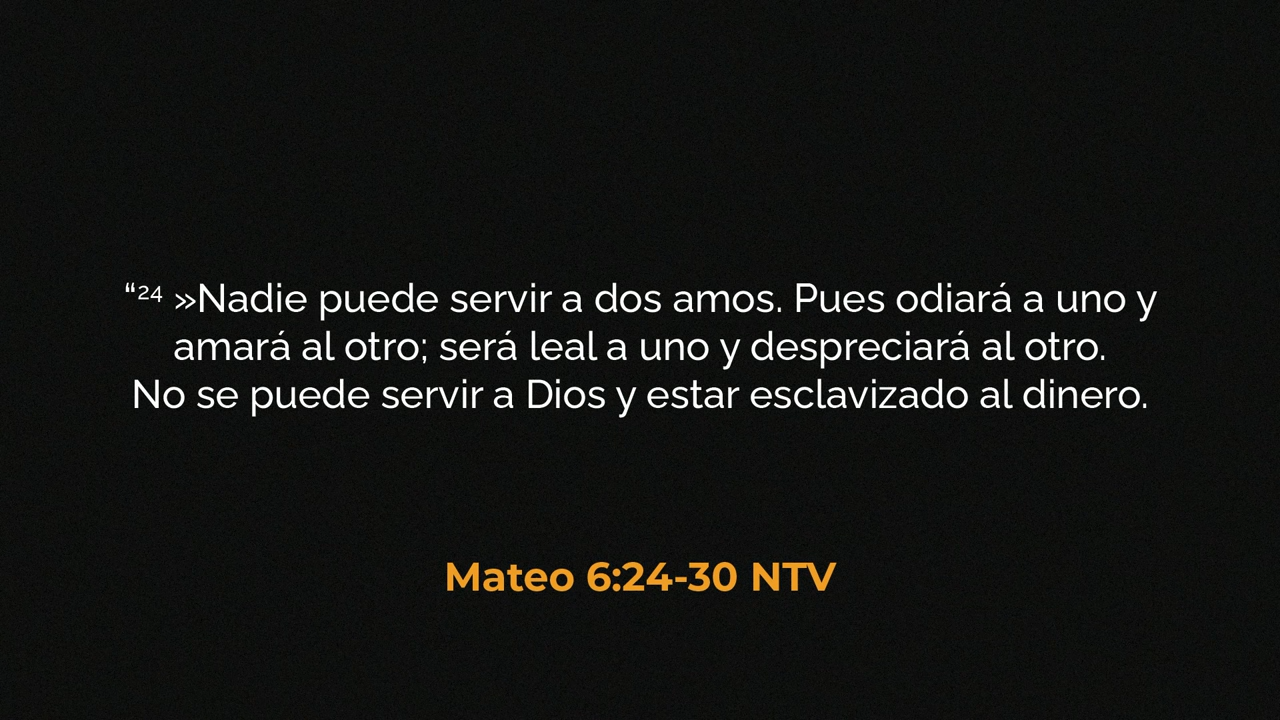 “²⁴ »Nadie puede servir a dos amos. Pues odiará a uno y
amará al otro; será leal a uno y despreciará al otro.
No se puede servir a Dios y estar esclavizado al dinero.
Mateo 6:24-30 NTV